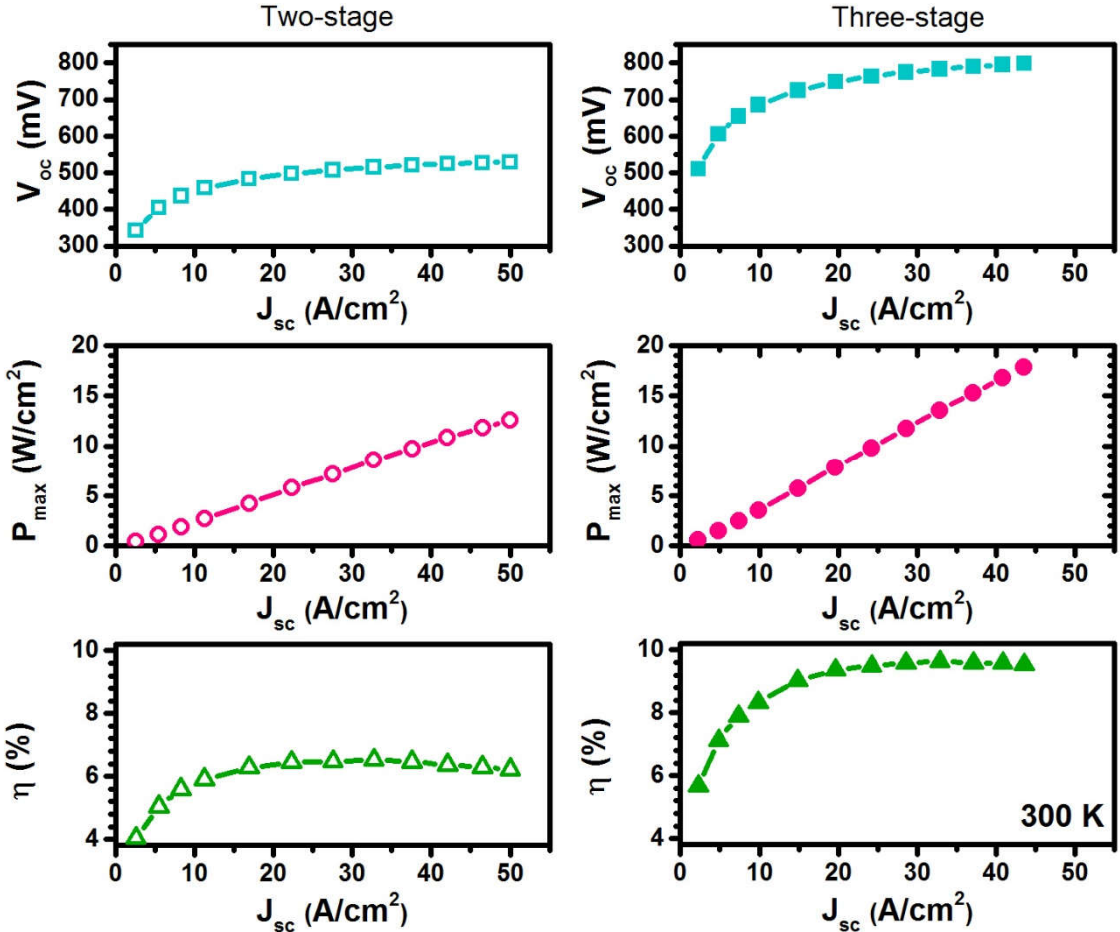 Two-stage
Three-stage
V_oc (mV)
800
700
600
500
400
300
0 10 20 30 40 50
J_sc (A/cm²)
V_oc (mV)
800
700
600
500
400
300
0 10 20 30 40 50
J_sc (A/cm²)
P_max (W/cm²)
20
15
10
5
0
0 10 20 30 40 50
J_sc (A/cm²)
P_max (W/cm²)
20
15
10
5
0
0 10 20 30 40 50
J_sc (A/cm²)
η (%)
10
8
6
4
0 10 20 30 40 50
J_sc (A/cm²)
η (%)
10
8
6
4
300 K
0 10 20 30 40 50
J_sc (A/cm²)